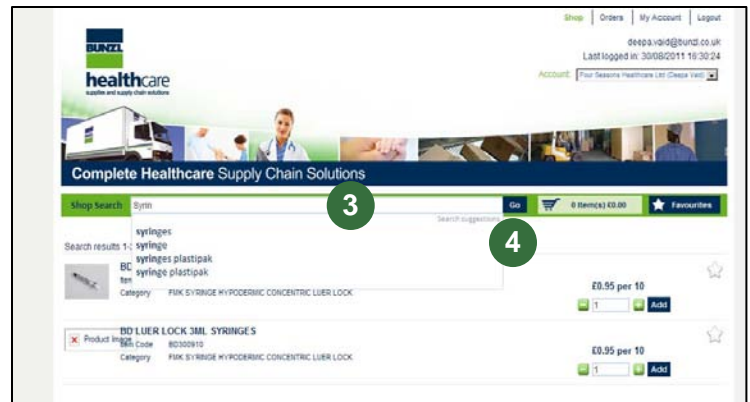 Shop | Orders | My Account | Logout
deepa.vaid@bunzl.co.uk
Last logged in: 30/08/2011 16:30:24
BUNZL
healthcare
supplies and supply chain solutions
Account: Four Seasons Healthcare Ltd (Deepa Vaid)
Complete Healthcare Supply Chain Solutions
Shop Search Syrin 3 Go 0 Item(s) £0.00 Favourites
Search suggestions
4
syringes
Search results 1-
syringe
syringes plastipak
syringe plastipak
BD
Item
£0.95 per 10
Category FMK SYRINGE HYPODERMIC CONCENTRIC LUER LOCK
1 Add
BD LUER LOCK 3ML SYRINGES
Product Image
Item Code BD300910
£0.95 per 10
Category FMK SYRINGE HYPODERMIC CONCENTRIC LUER LOCK
1 Add